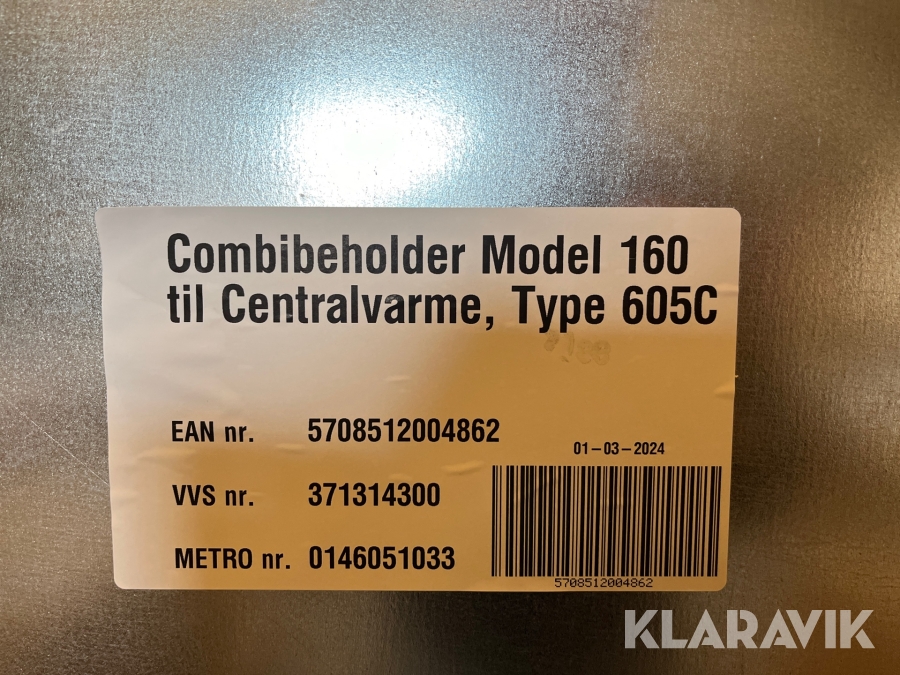 Combibeholder Model 160
til Centralvarme, Type 605C
EAN nr. 5708512004862
01-03-2024
VVS nr. 371314300
METRO nr. 0146051033
5708512004862
KLARAVIK